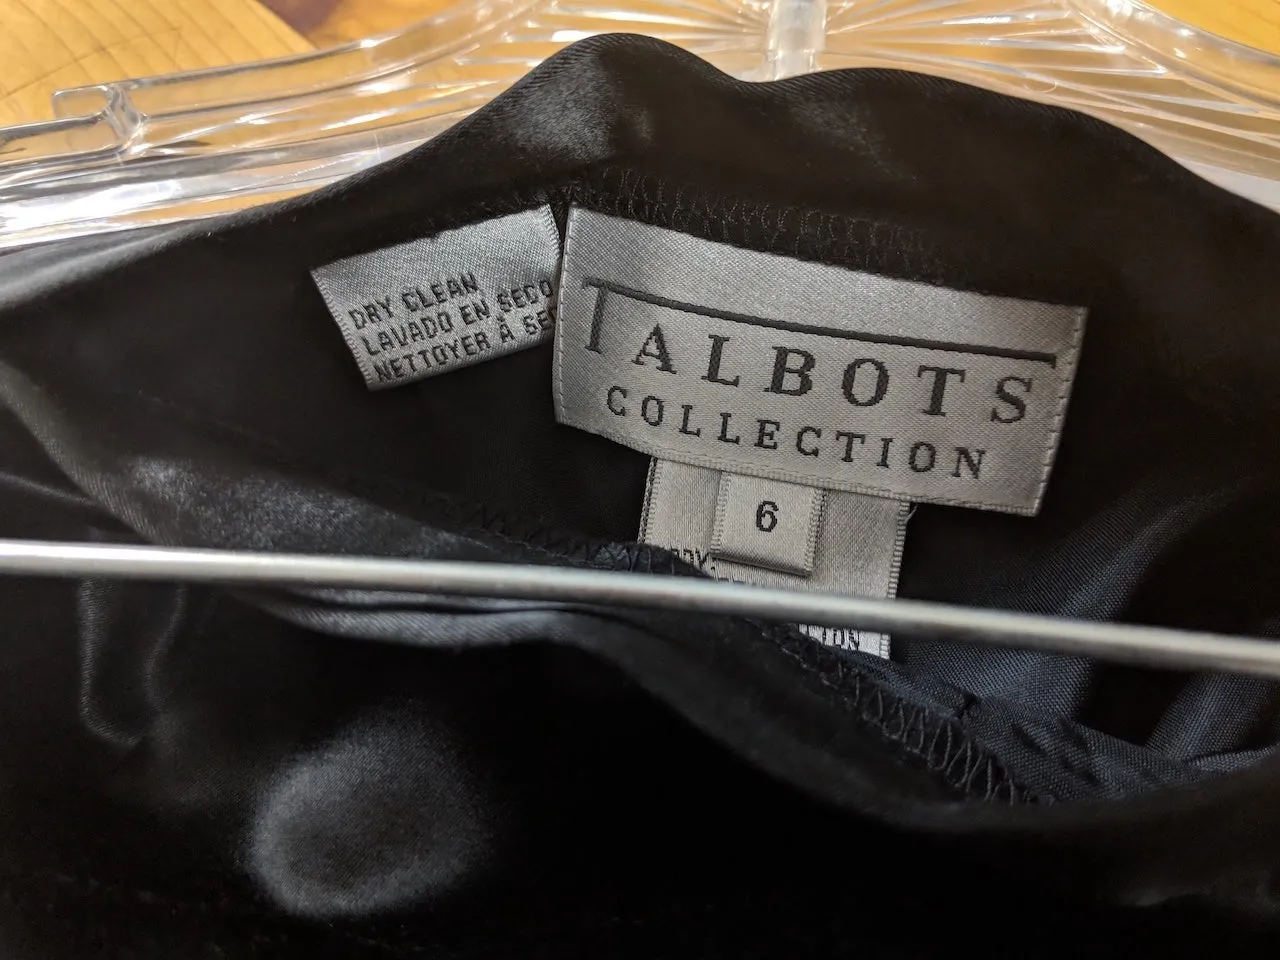 DRY CLEAN
LAVADO EN SECO
NETTOYER À SEC
TALBOTS
COLLECTION
6